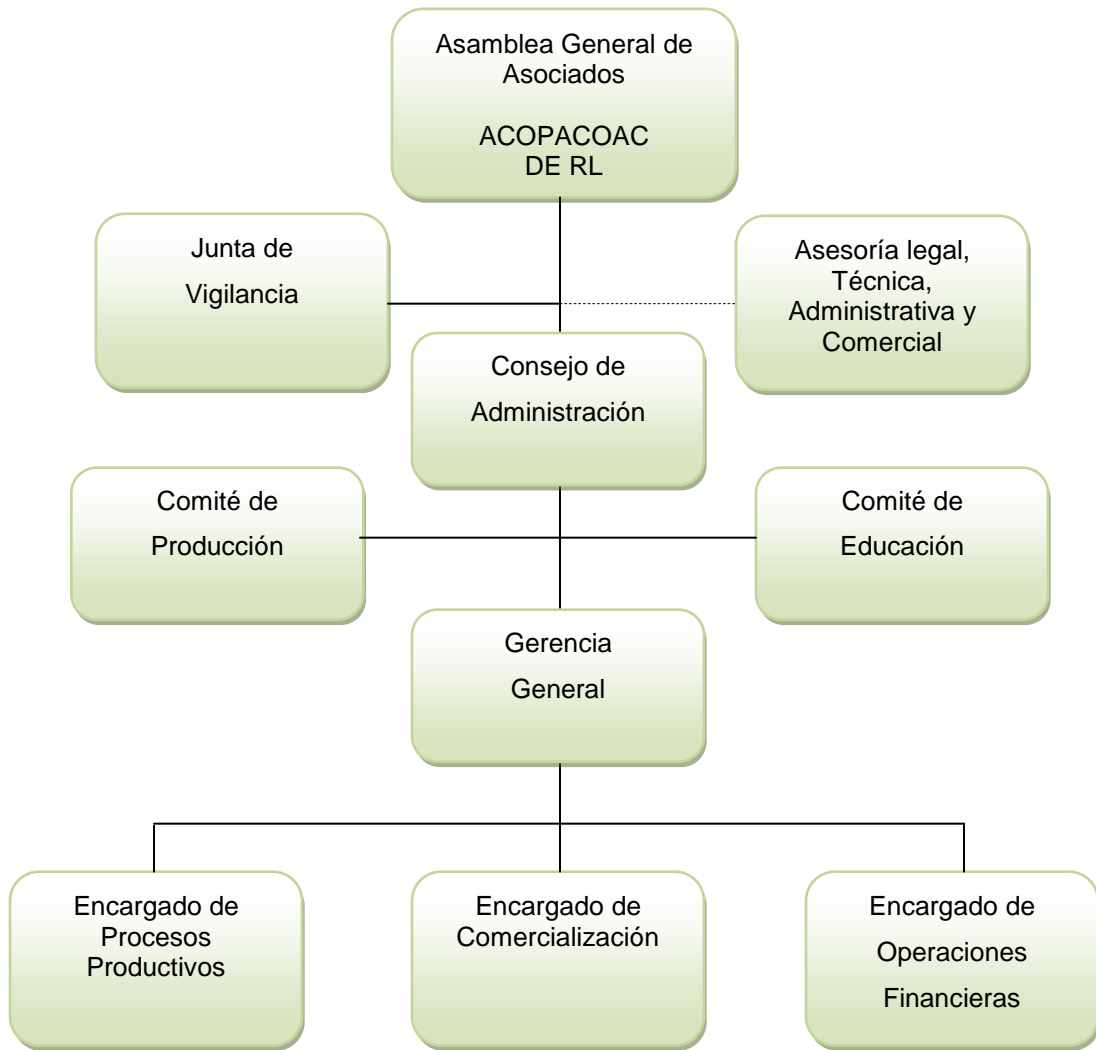 Asamblea General de
Asociados
ACOPACOAC
DE RL
Junta de
Vigilancia
Asesoría legal,
Técnica,
Administrativa y
Comercial
Consejo de
Administración
Comité de
Producción
Comité de
Educación
Gerencia
General
Encargado de
Procesos
Productivos
Encargado de
Comercialización
Encargado de
Operaciones
Financieras